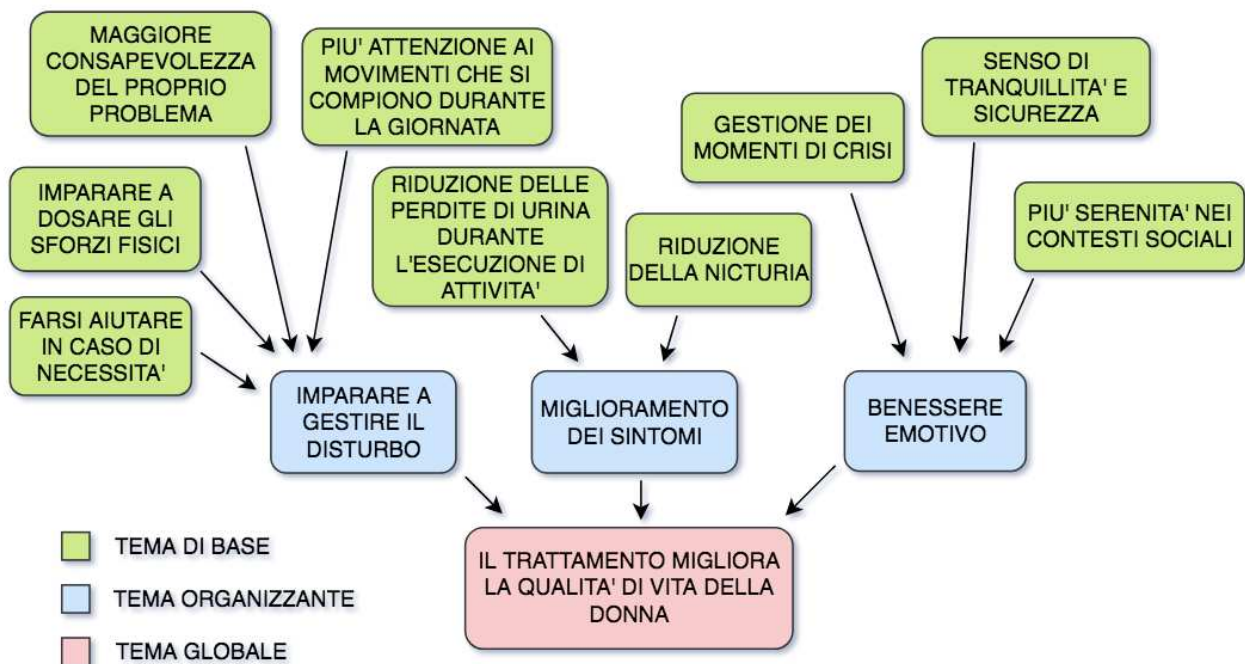 MAGGIORE
CONSAPEVOLEZZA
DEL PROPRIO
PROBLEMA
PIU' ATTENZIONE AI
MOVIMENTI CHE SI
COMPIONO DURANTE
LA GIORNATA
SENSO DI
TRANQUILLITA' E
SICUREZZA
GESTIONE DEI
MOMENTI DI CRISI
IMPARARE A
DOSARE GLI
SFORZI FISICI
RIDUZIONE DELLE
PERDITE DI URINA
DURANTE
L'ESECUZIONE DI
ATTIVITA'
RIDUZIONE
DELLA NICTURIA
PIU' SERENITA' NEI
CONTESTI SOCIALI
FARSI AIUTARE
IN CASO DI
NECESSITA'
IMPARARE A
GESTIRE IL
DISTURBO
MIGLIORAMENTO
DEI SINTOMI
BENESSERE
EMOTIVO
IL TRATTAMENTO MIGLIORA
LA QUALITA' DI VITA DELLA
DONNA
TEMA DI BASE
TEMA ORGANIZZANTE
TEMA GLOBALE